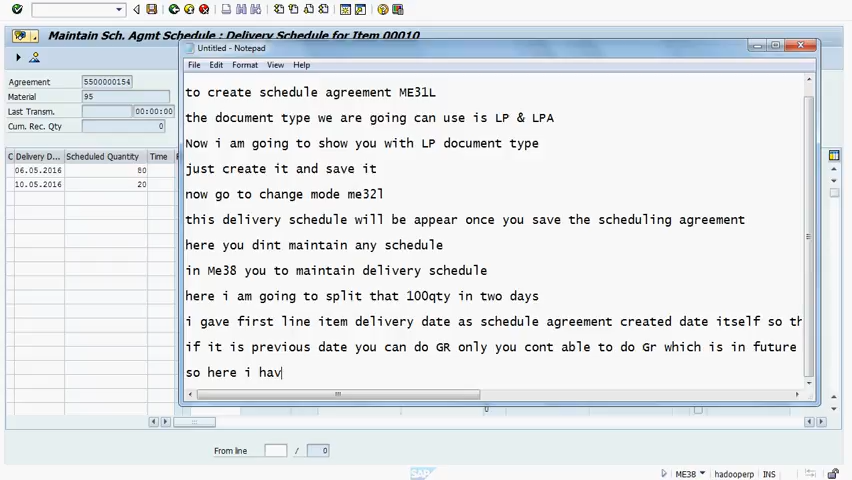 Maintain Sch. Agmt Schedule : Delivery Schedule for Item 00010
Agreement 5500000154
Material 95
Last Transm. 00:00:00
Cum. Rec. Qty 0
C Delivery D... Scheduled Quantity Time
06.05.2016 80
10.05.2016 20
Untitled - Notepad
File Edit Format View Help
to create schedule agreement ME31L
the document type we are going can use is LP & LPA
Now i am going to show you with LP document type
just create it and save it
now go to change mode me32l
this delivery schedule will be appear once you save the scheduling agreement
here you dint maintain any schedule
in Me38 you to maintain delivery schedule
here i am going to split that 100qty in two days
i gave first line item delivery date as schedule agreement created date itself so th
if it is previous date you can do GR only you cont able to do Gr which is in future
so here i hav
0
From line / 0
SAP
ME38 hadooperp INS